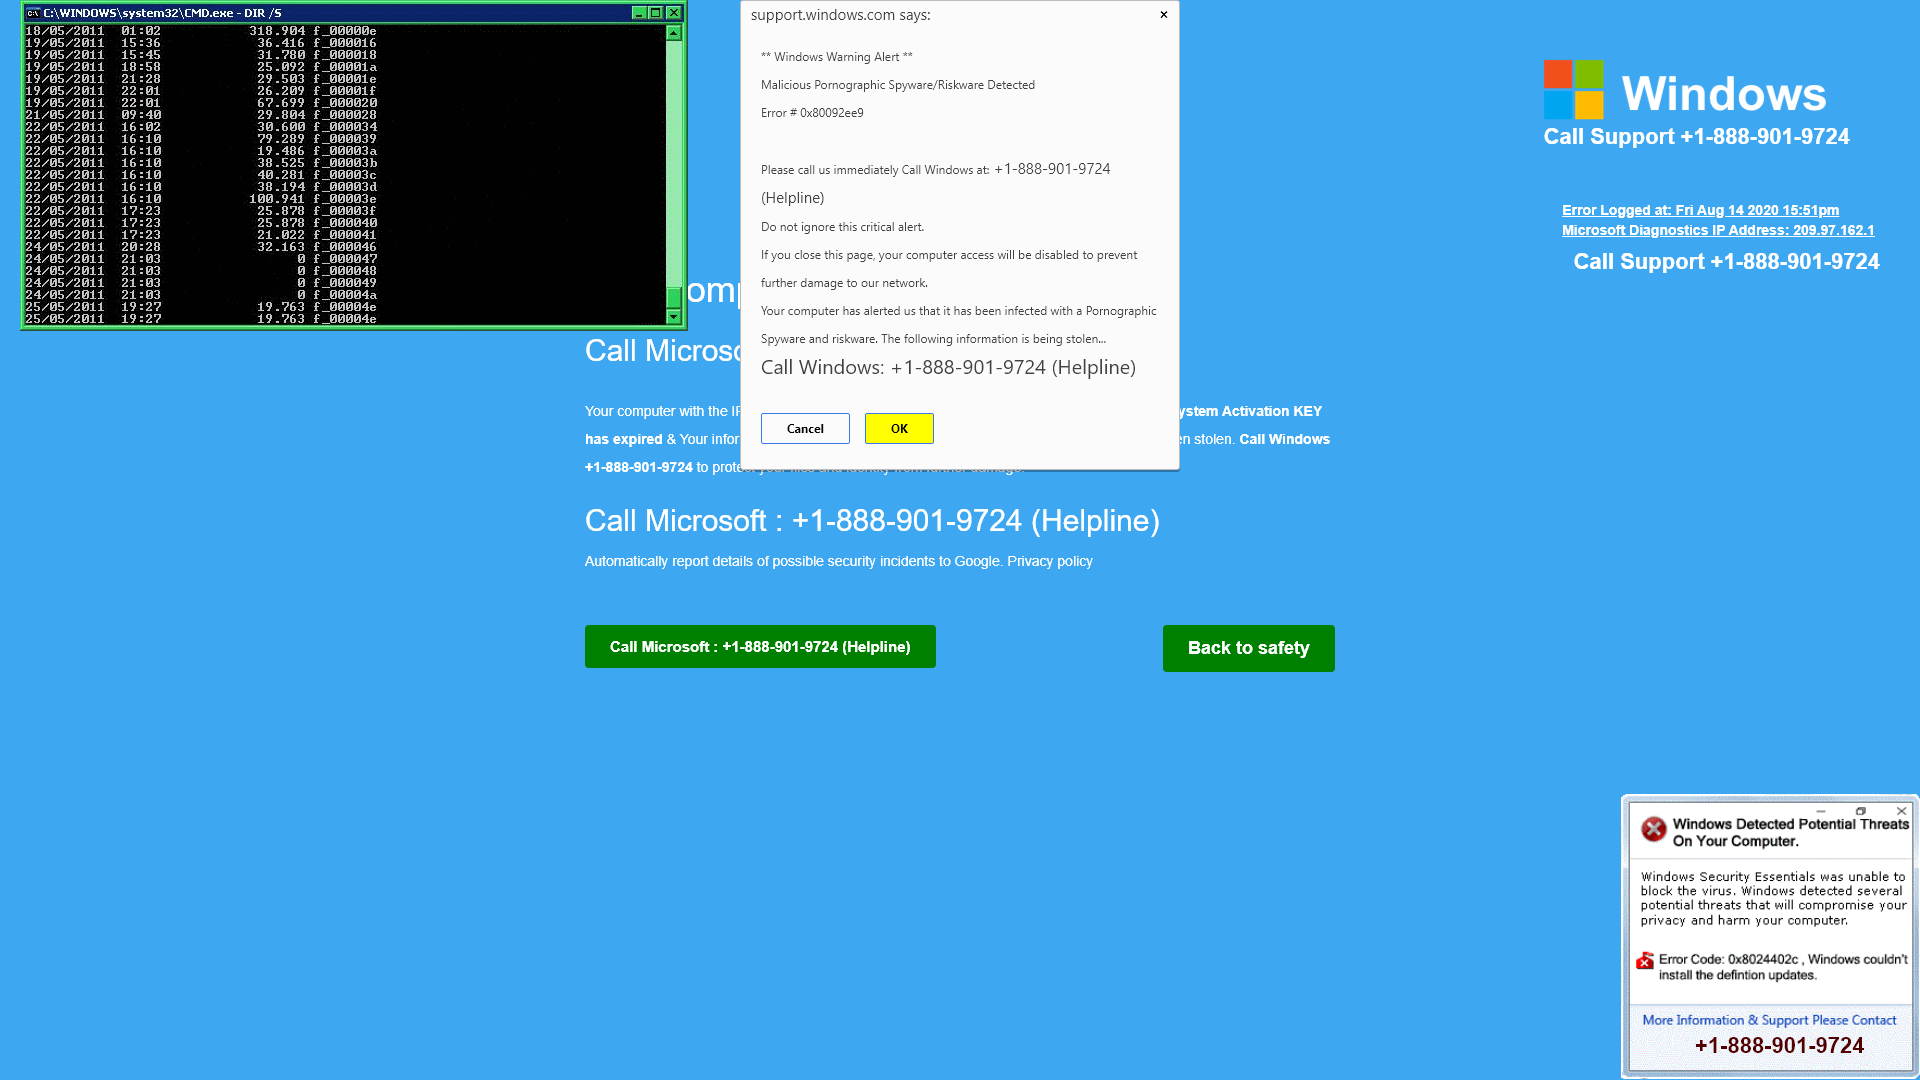 C:\WINDOWS\system32\CMD.exe - DIR /S
18/05/2011 01:02 318.904 f_00000e
19/05/2011 15:36 36.416 f_000016
19/05/2011 15:45 31.780 f_000018
19/05/2011 18:58 25.092 f_00001a
19/05/2011 21:28 29.503 f_00001e
19/05/2011 22:01 26.209 f_00001f
19/05/2011 22:01 67.699 f_000020
21/05/2011 09:40 29.804 f_000028
22/05/2011 16:02 30.600 f_000034
22/05/2011 16:10 79.289 f_000039
22/05/2011 16:10 19.486 f_00003a
22/05/2011 16:10 38.525 f_00003b
22/05/2011 16:10 40.281 f_00003c
22/05/2011 16:10 38.194 f_00003d
22/05/2011 16:10 100.941 f_00003e
22/05/2011 17:23 25.878 f_00003f
22/05/2011 17:23 25.878 f_000040
22/05/2011 17:23 21.022 f_000041
24/05/2011 20:28 32.163 f_000046
24/05/2011 21:03 0 f_000047
24/05/2011 21:03 0 f_000048
24/05/2011 21:03 0 f_000049
24/05/2011 21:03 0 f_00004a
25/05/2011 19:27 19.763 f_00004e
25/05/2011 19:27 19.763 f_00004e
support.windows.com says:
** Windows Warning Alert **
Malicious Pornographic Spyware/Riskware Detected
Error # 0x80092ee9
Please call us immediately Call Windows at: +1-888-901-9724
(Helpline)
Do not ignore this critical alert.
If you close this page, your computer access will be disabled to prevent
further damage to our network.
Your computer has alerted us that it has been infected with a Pornographic
Spyware and riskware. The following information is being stolen...
Call Windows: +1-888-901-9724 (Helpline)
Cancel
OK
Windows
Call Support +1-888-901-9724
Error Logged at: Fri Aug 14 2020 15:51pm
Microsoft Diagnostics IP Address: 209.97.162.1
Call Support +1-888-901-9724
Call
Your computer with the
Activation KEY
has expired & Your
stolen. Call Windows
+1-888-901-9724 to protect your files and identity from further damage.
Call Microsoft : +1-888-901-9724 (Helpline)
Automatically report details of possible security incidents to Google. Privacy policy
Call Microsoft : +1-888-901-9724 (Helpline)
Back to safety
Windows Detected Potential Threats
On Your Computer.
Windows Security Essentials was unable to
block the virus. Windows detected several
potential threats that will compromise your
privacy and harm your computer.
Error Code: 0x8024402c , Windows couldn't
install the defintion updates.
More Information & Support Please Contact
+1-888-901-9724